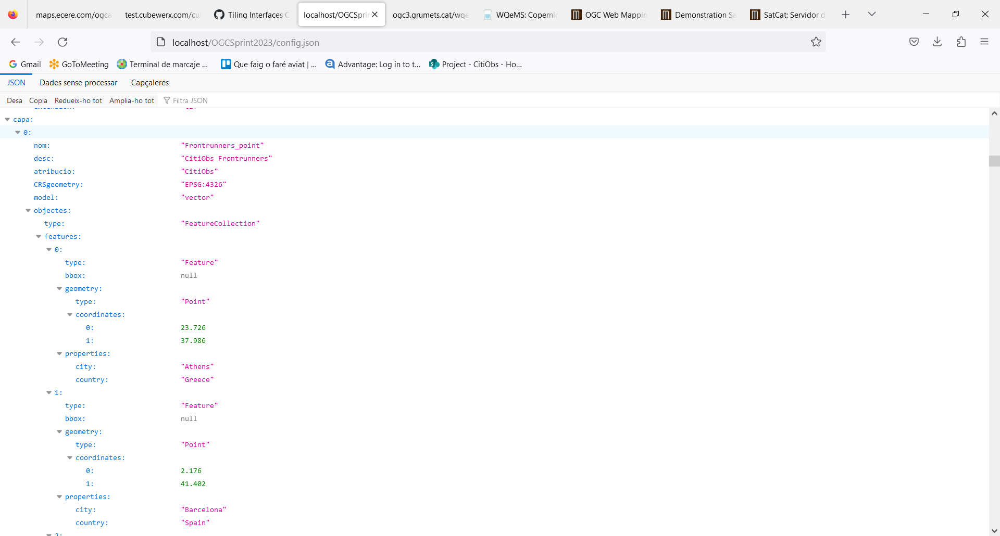 maps.ecere.com/ogca test.cubewerx.com/cu Tiling Interfaces localhost/OGCSprin ogc3.grumets.cat/wqe WQeMS: Coperni OGC Web Mappin Demonstration Sa SatCat: Servidor d
localhost/OGCSprint2023/config.json
Gmail GoToMeeting Terminal de marcaje ... Que faig o faré aviat | ... Advantage: Log in to t... Project - CitiObs - Ho...
JSON Dades sense processar Capçaleres
Desa Copia Redueix-ho tot Amplia-ho tot Filtra JSON
capa:
0:
nom: "Frontrunners_point"
desc: "CitiObs Frontrunners"
atribucio: "CitiObs"
CRSgeometry: "EPSG:4326"
model: "vector"
objectes:
type: "FeatureCollection"
features:
0:
type: "Feature"
bbox: null
geometry:
type: "Point"
coordinates:
0: 23.726
1: 37.986
properties:
city: "Athens"
country: "Greece"
1:
type: "Feature"
bbox: null
geometry:
type: "Point"
coordinates:
0: 2.176
1: 41.402
properties:
city: "Barcelona"
country: "Spain"
2: